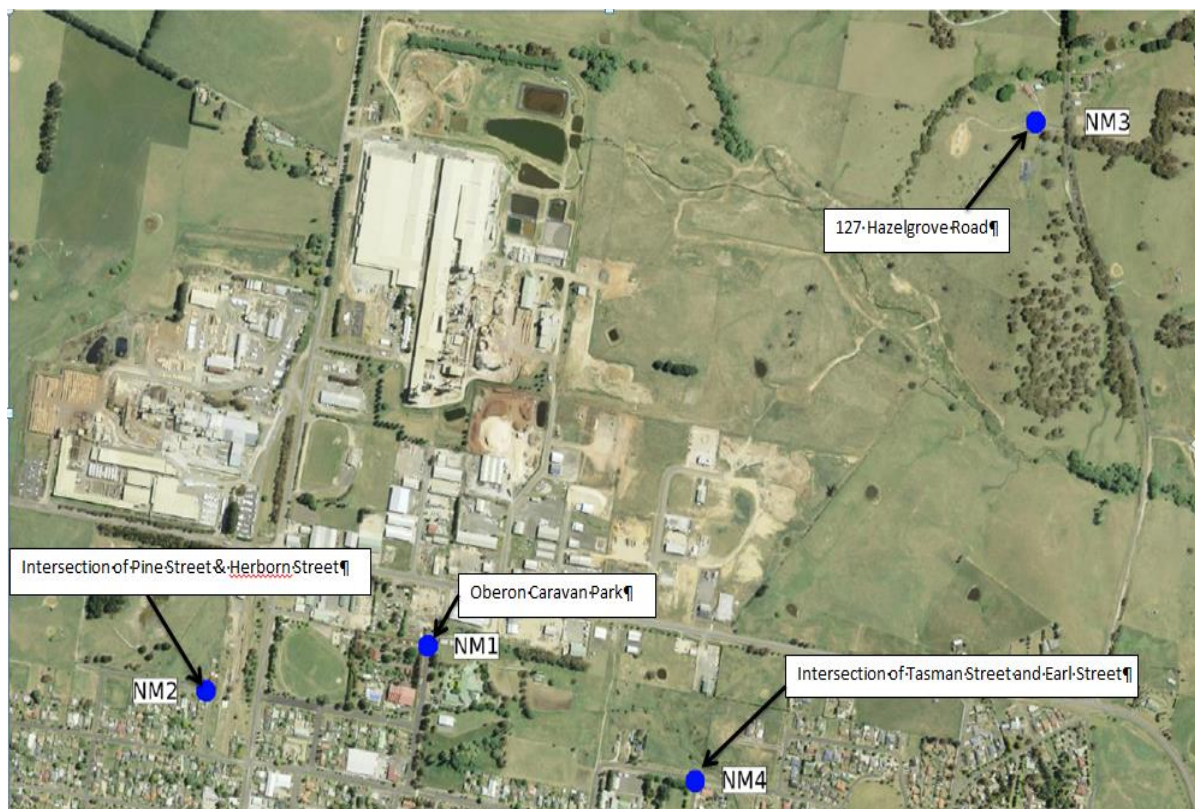 NM3
127·Hazelgrove·Road¶
Intersection·of·Pine·Street·&·Herborn·Street¶
Oberon·Caravan·Park¶
NM1
Intersection·of·Tasman·Street·and·Earl·Street¶
NM2
NM4